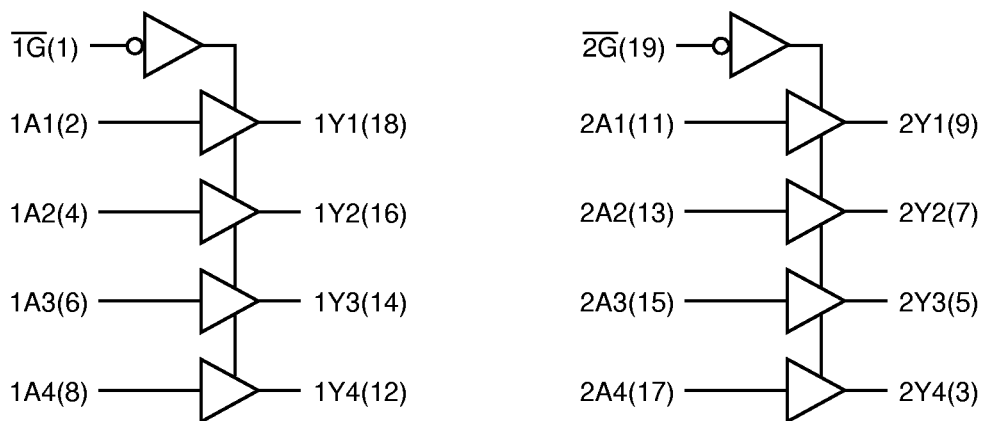 1G(1)
1A1(2) 1Y1(18)
1A2(4) 1Y2(16)
1A3(6) 1Y3(14)
1A4(8) 1Y4(12)
2G(19)
2A1(11) 2Y1(9)
2A2(13) 2Y2(7)
2A3(15) 2Y3(5)
2A4(17) 2Y4(3)